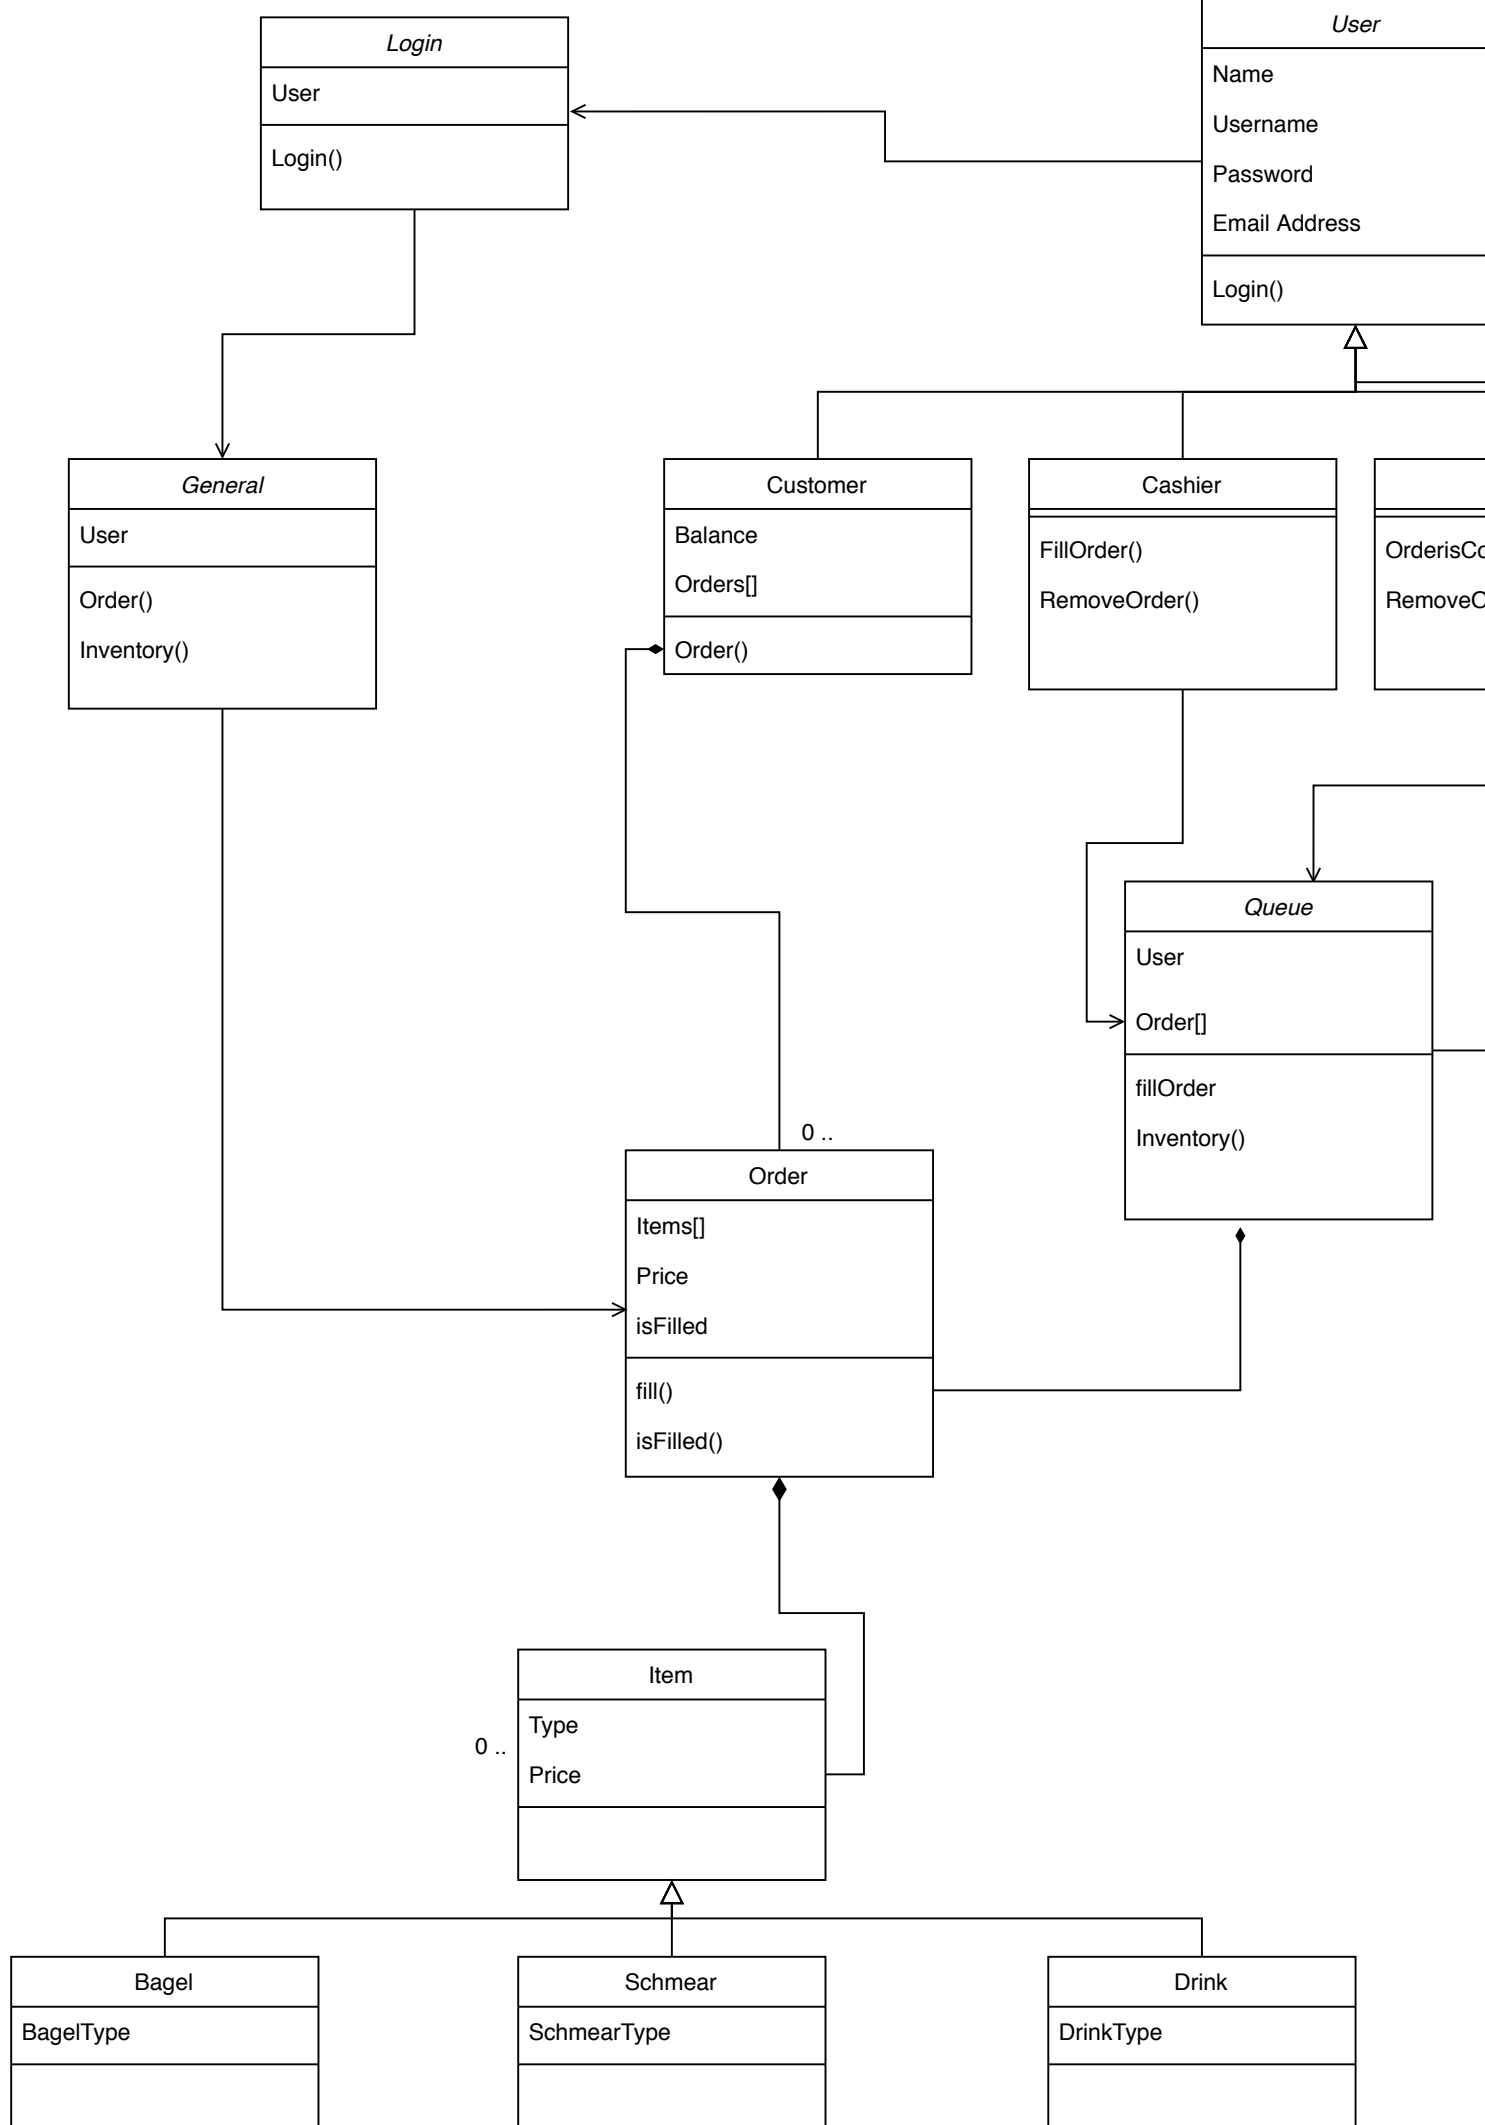 Login
User
Login()
User
Name
Username
Password
Email Address
Login()
General
User
Order()
Inventory()
Customer
Balance
Orders[]
Order()
Cashier
FillOrder()
RemoveOrder()
Queue
User
Order[]
fillOrder
Inventory()
0 ..
Order
Items[]
Price
isFilled
fill()
isFilled()
Item
Type
Price
0 ..
Bagel
BagelType
Schmear
SchmearType
Drink
DrinkType